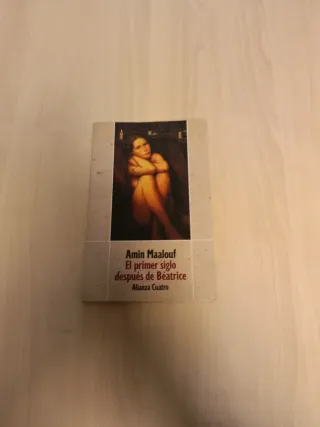 Amin Maalouf
El primer siglo
después de Béatrice
Alianza Cuatro